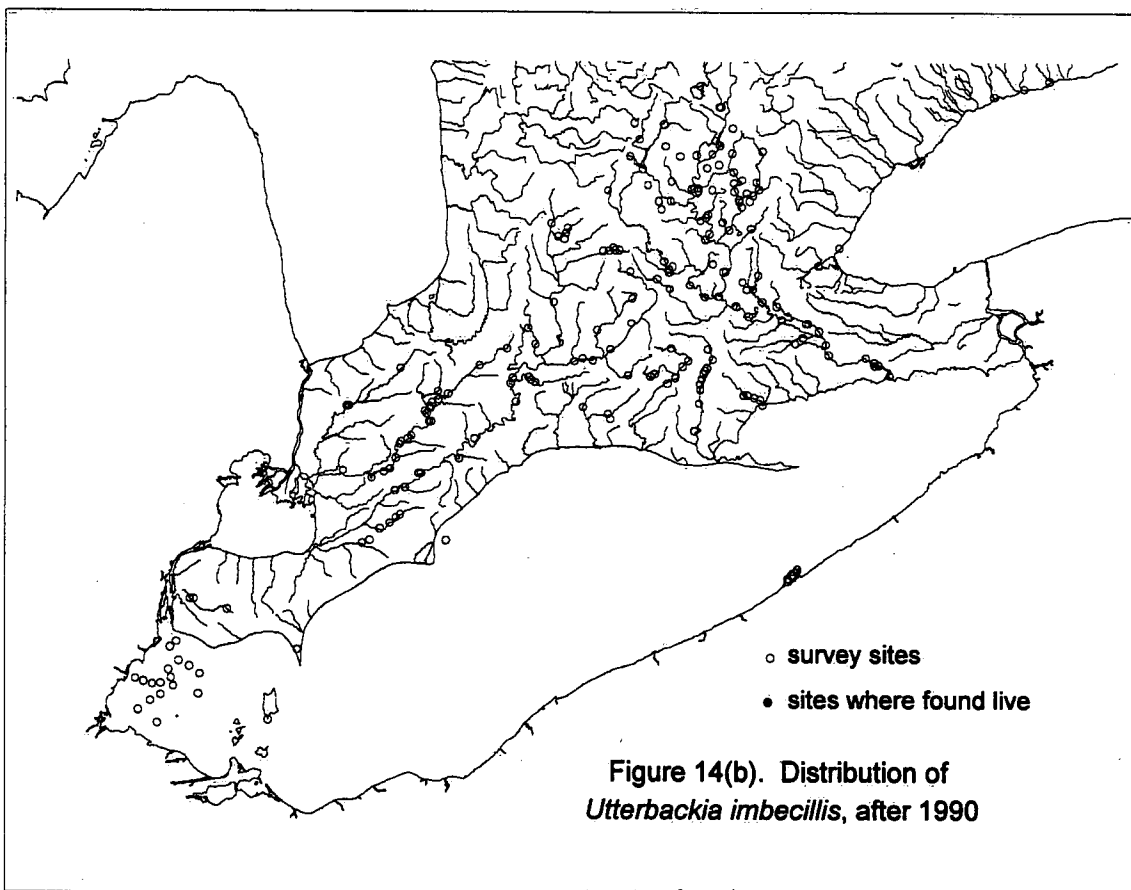 survey sites
sites where found live
Figure 14(b). Distribution of
Utterbackia imbecillis, after 1990